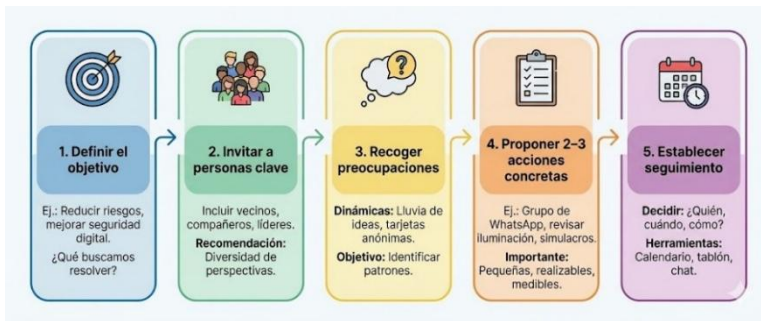 1. Definir el
objetivo
Ej.: Reducir riesgos,
mejorar seguridad
digital.
¿Qué buscamos
resolver?
2. Invitar a
personas clave
Incluir vecinos,
compañeros, líderes.
Recomendación:
Diversidad de
perspectivas.
?
3. Recoger
preocupaciones
Dinámicas: Lluvia de
ideas, tarjetas
anónimas.
Objetivo: Identificar
patrones.
4. Proponer 2–3
acciones
concretas
Ej.: Grupo de
WhatsApp, revisar
iluminación, simulacros.
Importante:
Pequeñas, realizables,
medibles.
5. Establecer
seguimiento
Decidir: ¿Quién,
cuándo, cómo?
Herramientas:
Calendario, tablón,
chat.